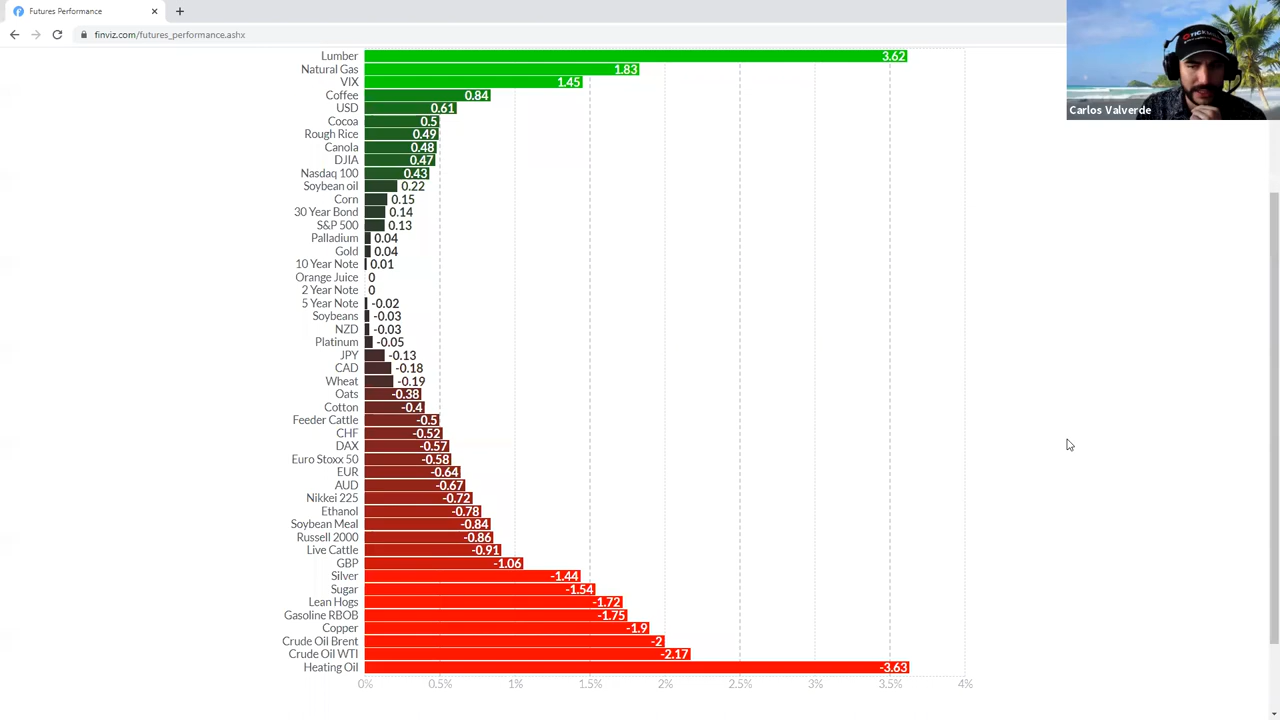 Futures Performance
finviz.com/futures_performance.ashx
Carlos Valverde
Lumber 3.62
Natural Gas 1.83
VIX 1.45
Coffee 0.84
USD 0.61
Cocoa 0.5
Rough Rice 0.49
Canola 0.48
DJIA 0.47
Nasdaq 100 0.43
Soybean oil 0.22
Corn 0.15
30 Year Bond 0.14
S&P 500 0.13
Palladium 0.04
Gold 0.04
10 Year Note 0.01
Orange Juice 0
2 Year Note 0
5 Year Note -0.02
Soybeans -0.03
NZD -0.03
Platinum -0.05
JPY -0.13
CAD -0.18
Wheat -0.19
Oats -0.38
Cotton -0.4
Feeder Cattle -0.5
CHF -0.52
DAX -0.57
Euro Stoxx 50 -0.58
EUR -0.64
AUD -0.67
Nikkei 225 -0.72
Ethanol -0.78
Soybean Meal -0.84
Russell 2000 -0.86
Live Cattle -0.91
GBP -1.06
Silver -1.44
Sugar -1.54
Lean Hogs -1.72
Gasoline RBOB -1.75
Copper -1.9
Crude Oil Brent -2
Crude Oil WTI -2.17
Heating Oil -3.63
0% 0.5% 1% 1.5% 2% 2.5% 3% 3.5% 4%